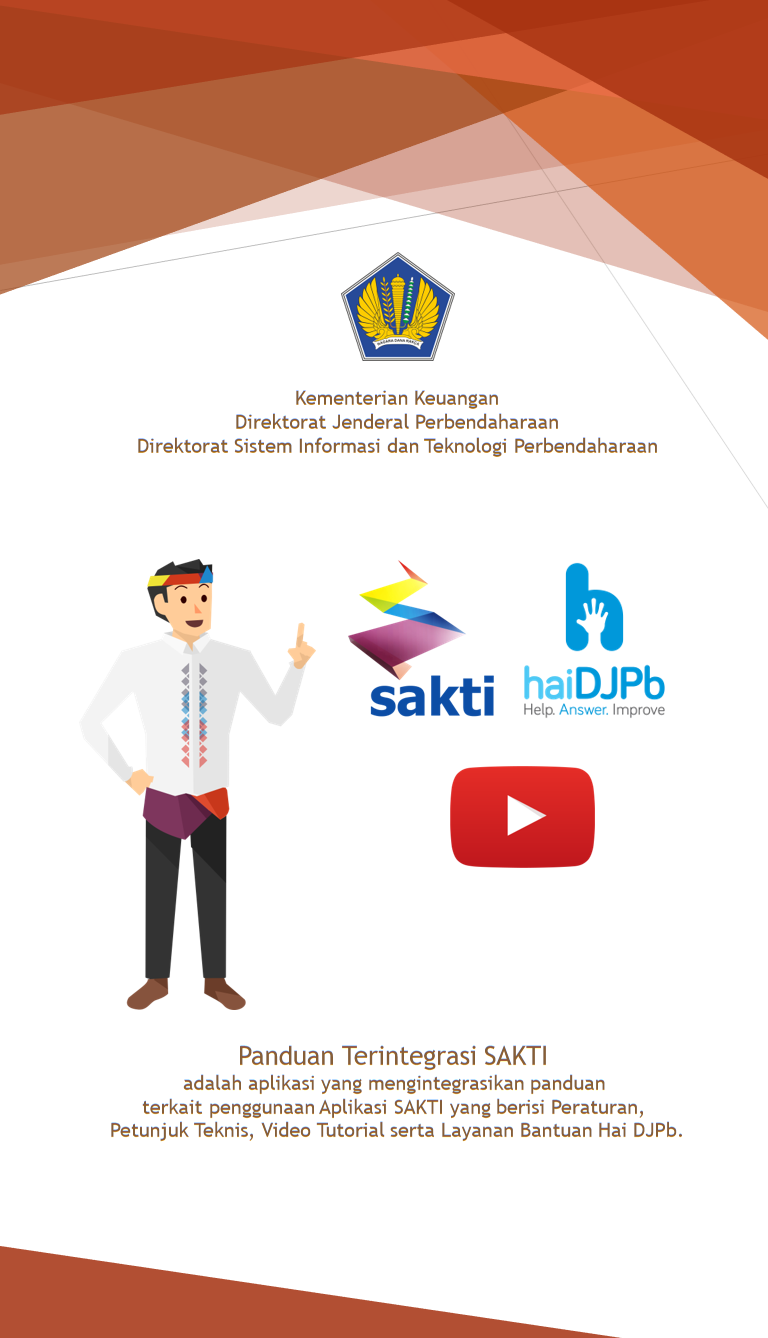 NAGARA DANA RAKCA
Kementerian Keuangan
Direktorat Jenderal Perbendaharaan
Direktorat Sistem Informasi dan Teknologi Perbendaharaan
sakti
haiDJPb
Help. Answer. Improve
Panduan Terintegrasi SAKTI
adalah aplikasi yang mengintegrasikan panduan
terkait penggunaan Aplikasi SAKTI yang berisi Peraturan,
Petunjuk Teknis, Video Tutorial serta Layanan Bantuan Hai DJPb.